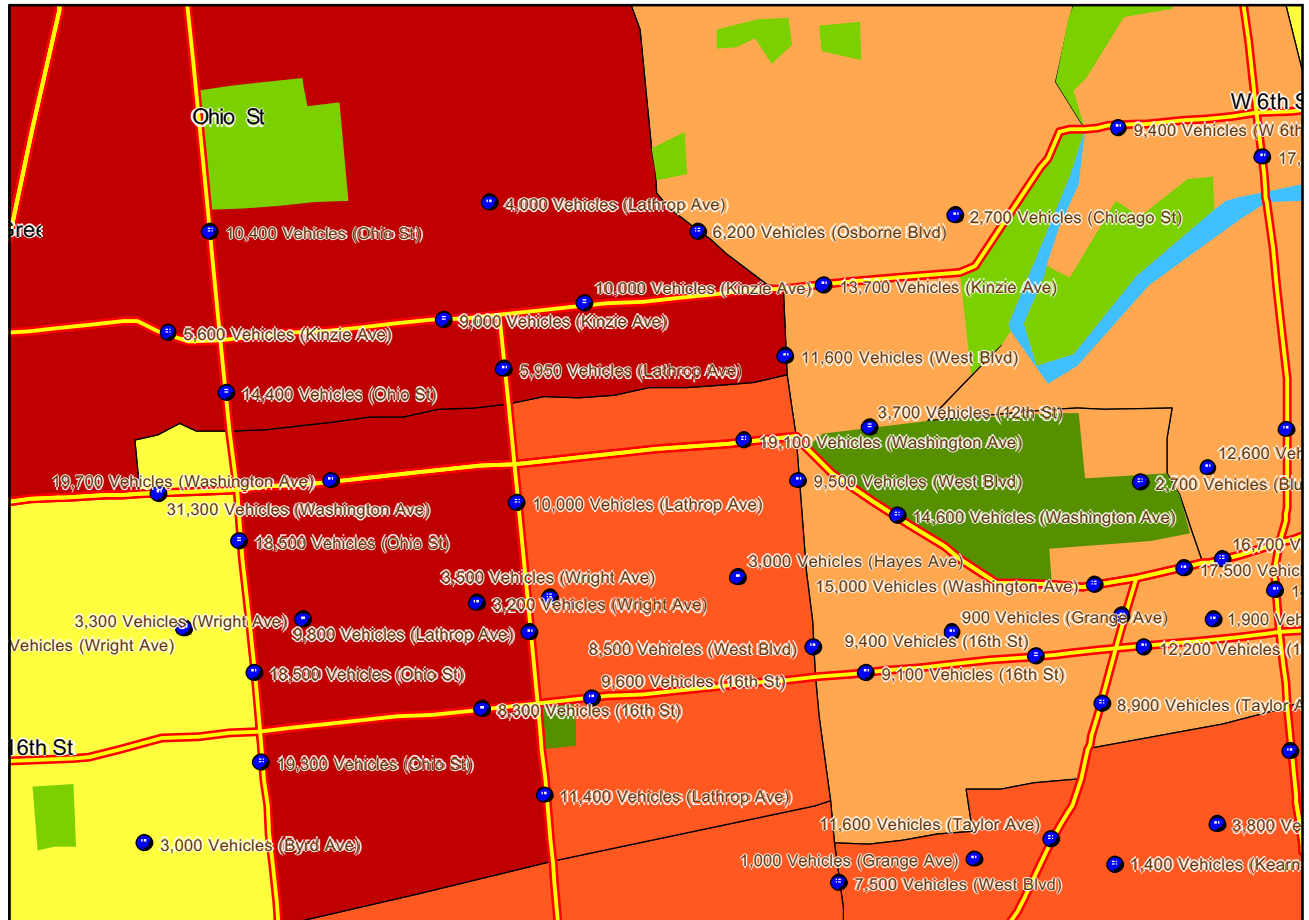 W 6th S
Ohio St
9,400 Vehicles (W 6th
17,
4,000 Vehicles (Lathrop Ave)
2,700 Vehicles (Chicago St)
10,400 Vehicles (Ohio St)
6,200 Vehicles (Osborne Blvd)
10,000 Vehicles (Kinzie Ave)
13,700 Vehicles (Kinzie Ave)
9,000 Vehicles (Kinzie Ave)
5,600 Vehicles (Kinzie Ave)
11,600 Vehicles (West Blvd)
5,950 Vehicles (Lathrop Ave)
14,400 Vehicles (Ohio St)
3,700 Vehicles (12th St)
19,100 Vehicles (Washington Ave)
12,600 Veh
19,700 Vehicles (Washington Ave)
9,500 Vehicles (West Blvd)
2,700 Vehicles (Blu
31,300 Vehicles (Washington Ave)
10,000 Vehicles (Lathrop Ave)
14,600 Vehicles (Washington Ave)
18,500 Vehicles (Ohio St)
16,700 V
3,000 Vehicles (Hayes Ave)
17,500 Vehic
3,500 Vehicles (Wright Ave)
15,000 Vehicles (Washington Ave)
3,200 Vehicles (Wright Ave)
900 Vehicles (Grange Ave)
1,900 Veh
3,300 Vehicles (Wright Ave)
9,800 Vehicles (Lathrop Ave)
9,400 Vehicles (16th St)
Vehicles (Wright Ave)
8,500 Vehicles (West Blvd)
12,200 Vehicles (1
18,500 Vehicles (Ohio St)
9,100 Vehicles (16th St)
9,600 Vehicles (16th St)
8,300 Vehicles (16th St)
8,900 Vehicles (Taylor A
16th St
19,300 Vehicles (Ohio St)
11,400 Vehicles (Lathrop Ave)
11,600 Vehicles (Taylor Ave)
3,800 Ve
3,000 Vehicles (Byrd Ave)
1,000 Vehicles (Grange Ave)
1,400 Vehicles (Kearn
7,500 Vehicles (West Blvd)